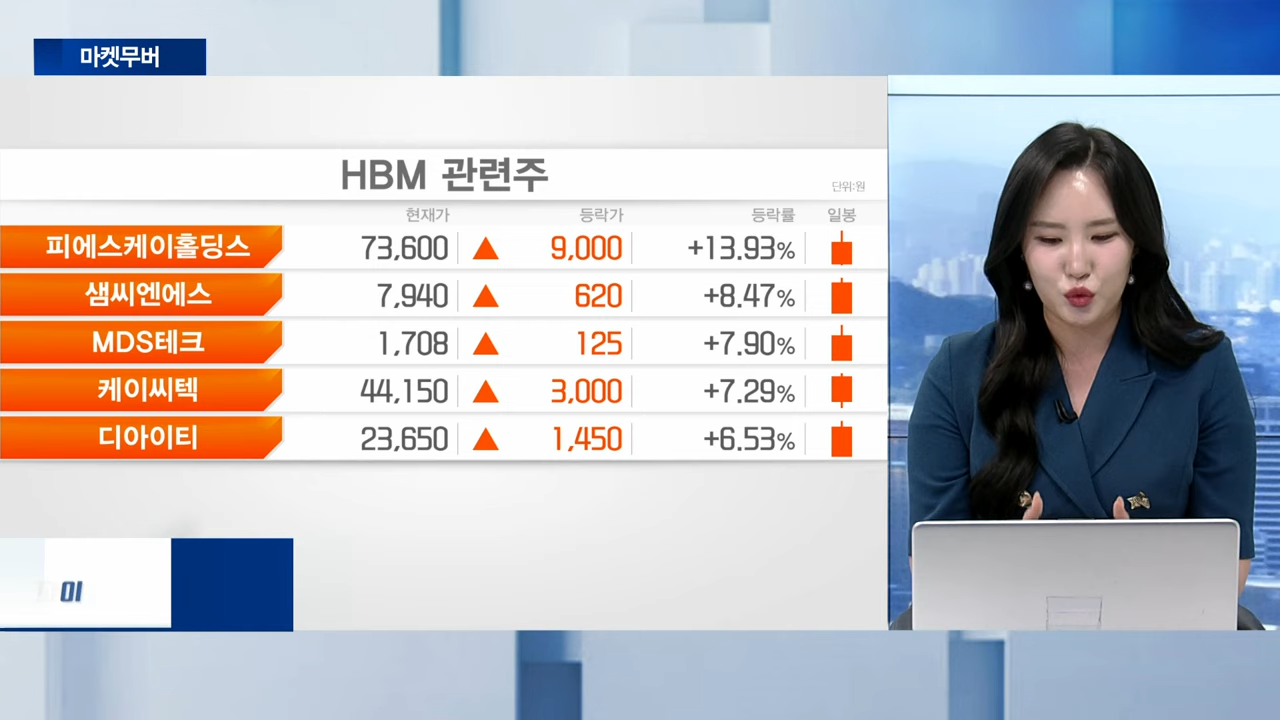 마켓무버
HBM 관련주
단위:원
현재가 등락가 등락률 일봉
피에스케이홀딩스 73,600 ▲ 9,000 +13.93%
샘씨엔에스 7,940 ▲ 620 +8.47%
MDS테크 1,708 ▲ 125 +7.90%
케이씨텍 44,150 ▲ 3,000 +7.29%
디아이티 23,650 ▲ 1,450 +6.53%